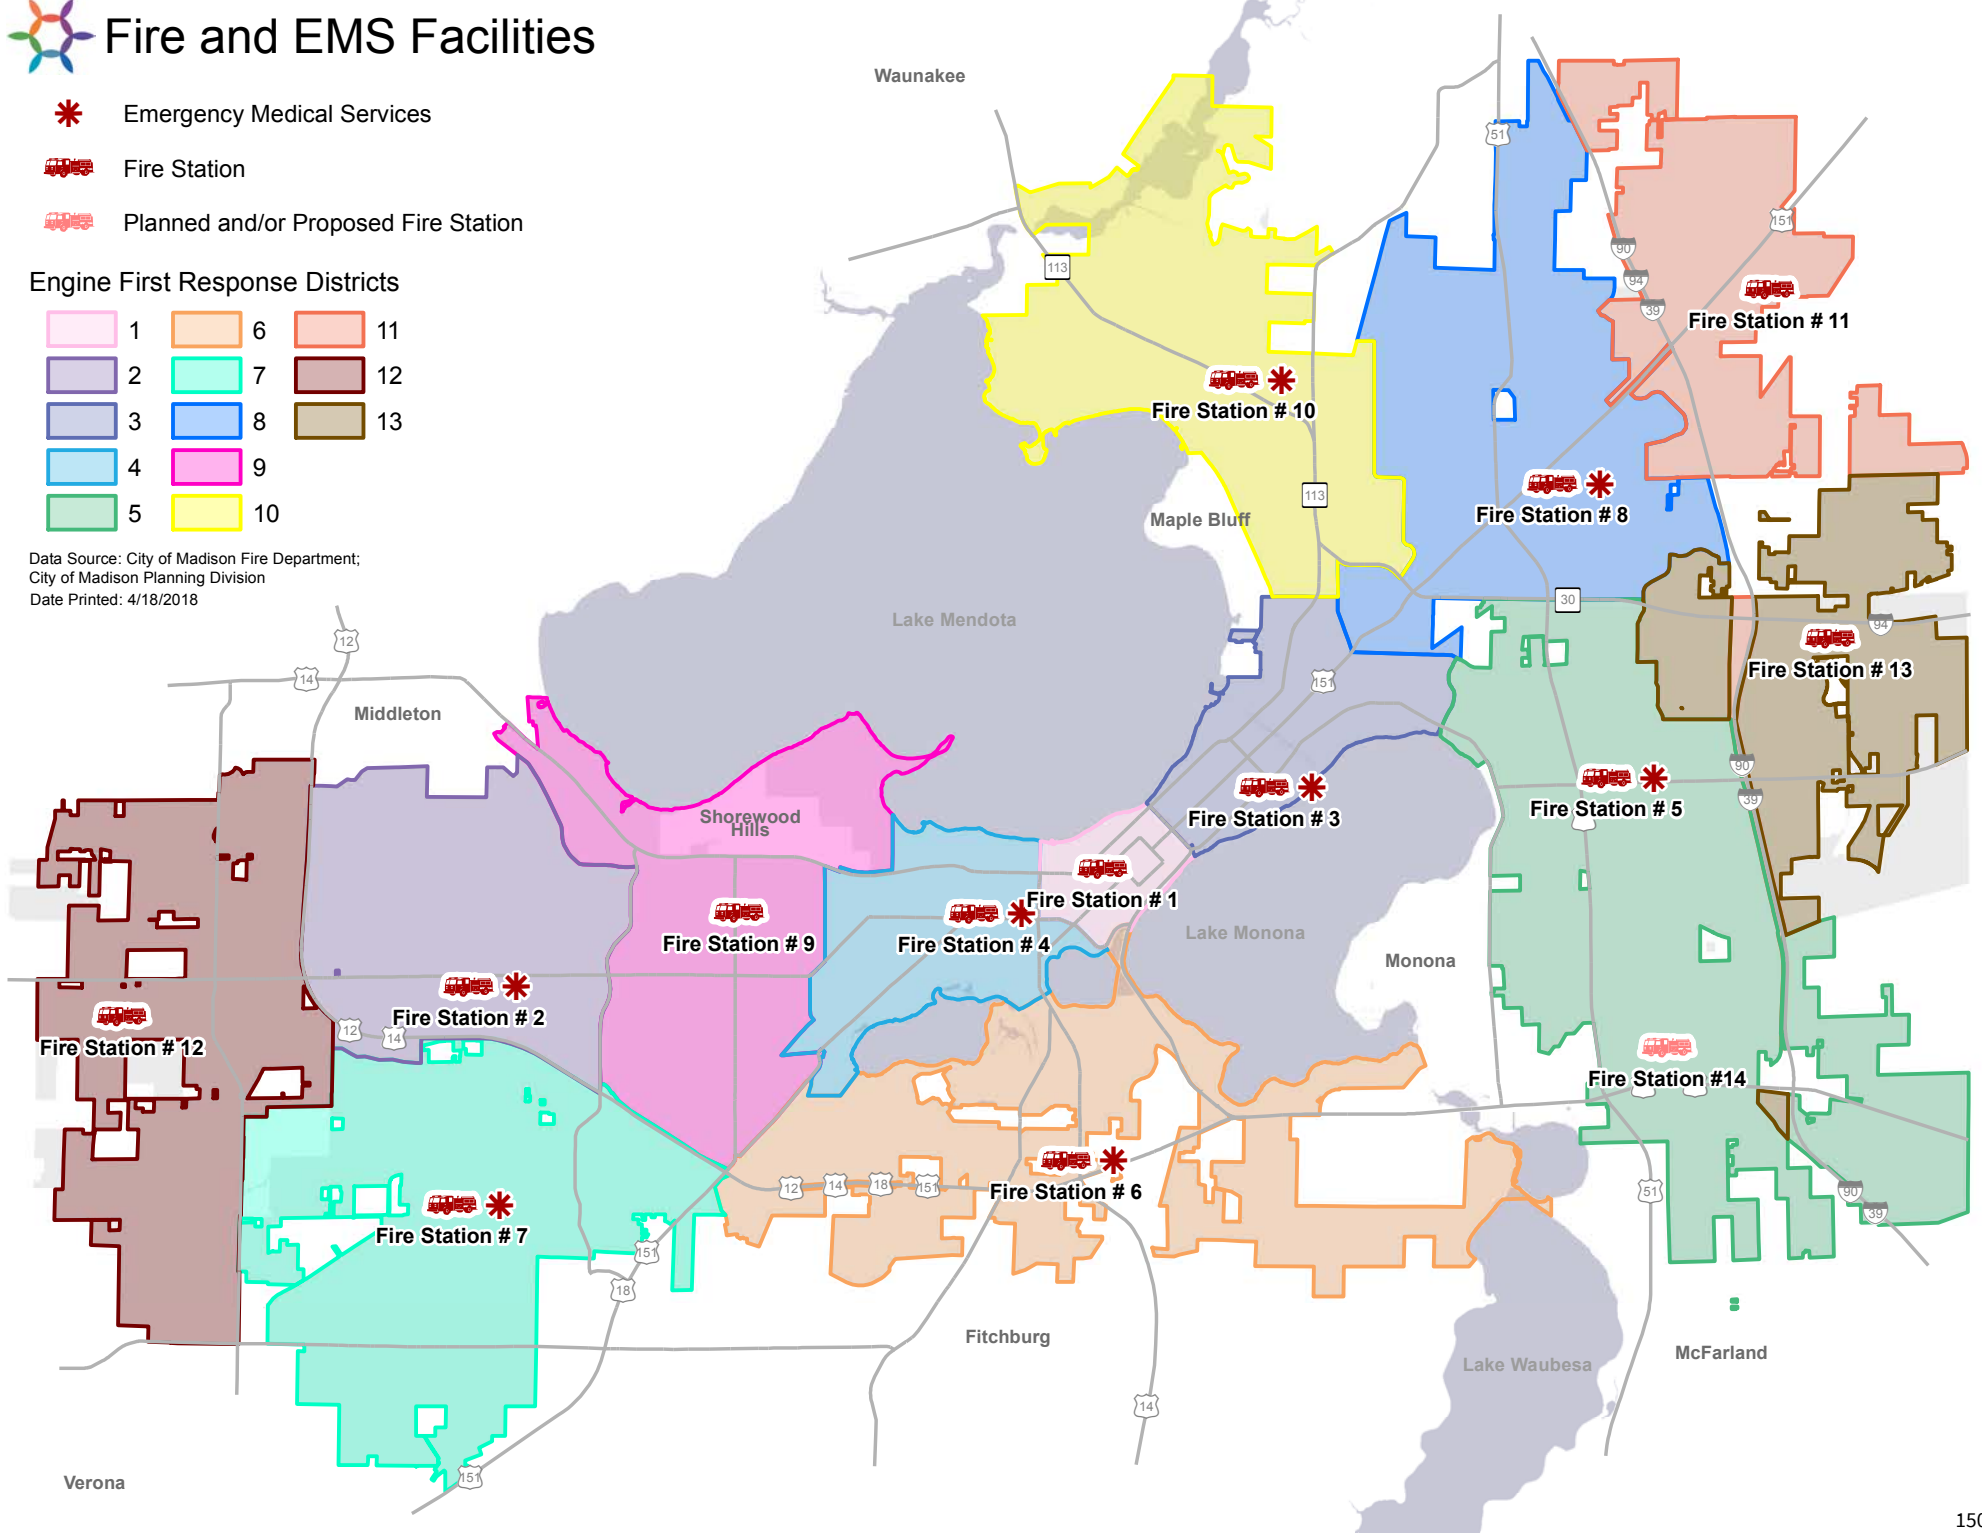 Fire and EMS Facilities
Emergency Medical Services
Fire Station
Planned and/or Proposed Fire Station
Engine First Response Districts
1 6 11
2 7 12
3 8 13
4 9
5 10
Data Source: City of Madison Fire Department;
City of Madison Planning Division
Date Printed: 4/18/2018
Waunakee
51
151
90
94
39
113
Fire Station # 11
Fire Station # 10
113
Fire Station # 8
Maple Bluff
30
94
Lake Mendota
12
14
Fire Station # 13
151
Middleton
90
39
Fire Station # 5
Shorewood
Hills
Fire Station # 3
Fire Station # 1
Fire Station # 9
Fire Station # 4
Lake Monona
Monona
Fire Station # 2
12
14
Fire Station # 12
Fire Station #14
12
14
18
151
Fire Station # 6
51
90
39
Fire Station # 7
151
18
Fitchburg
Lake Waubesa
McFarland
14
151
Verona
150